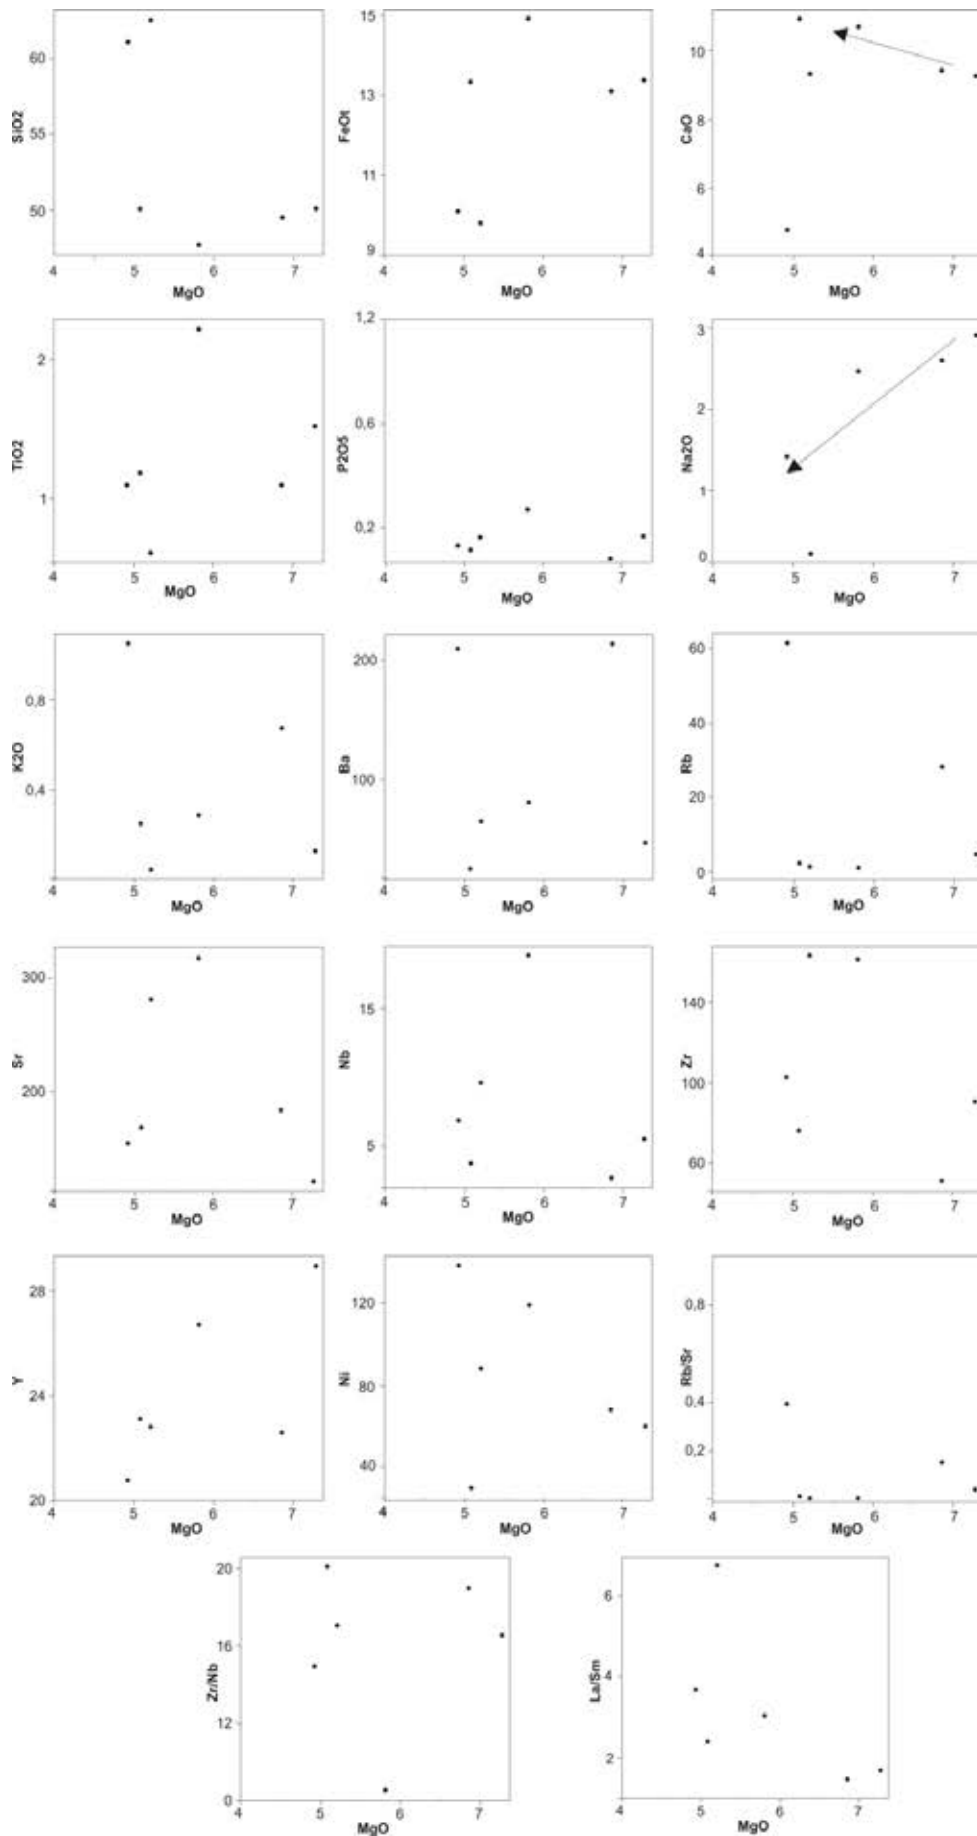 SiO2
60
55
50
4 5 6 7
MgO
FeOt
15
13
11
9
4 5 6 7
MgO
CaO
10
8
6
4
4 5 6 7
MgO
TiO2
2
1
4 5 6 7
MgO
P2O5
1,2
0,6
0,2
4 5 6 7
MgO
Na2O
3
2
1
0
4 5 6 7
MgO
K2O
0,8
0,4
4 5 6 7
MgO
Ba
200
100
4 5 6 7
MgO
Rb
60
40
20
0
4 5 6 7
MgO
Sr
300
200
4 5 6 7
MgO
Nb
15
5
4 5 6 7
MgO
Zr
140
100
60
4 5 6 7
MgO
Y
28
24
20
4 5 6 7
MgO
Ni
120
80
40
4 5 6 7
MgO
Rb/Sr
0,8
0,4
0,2
4 5 6 7
MgO
Zr/Nb
20
16
12
0
4 5 6 7
MgO
La/Sm
6
4
2
4 5 6 7
MgO